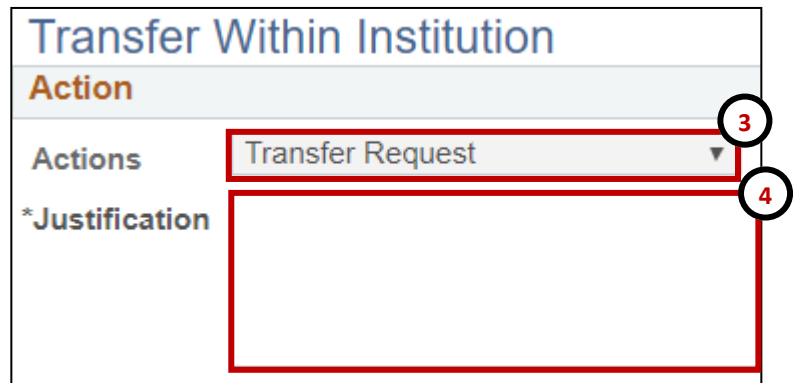 Transfer Within Institution
Action
3
Actions Transfer Request ▼
4
*Justification